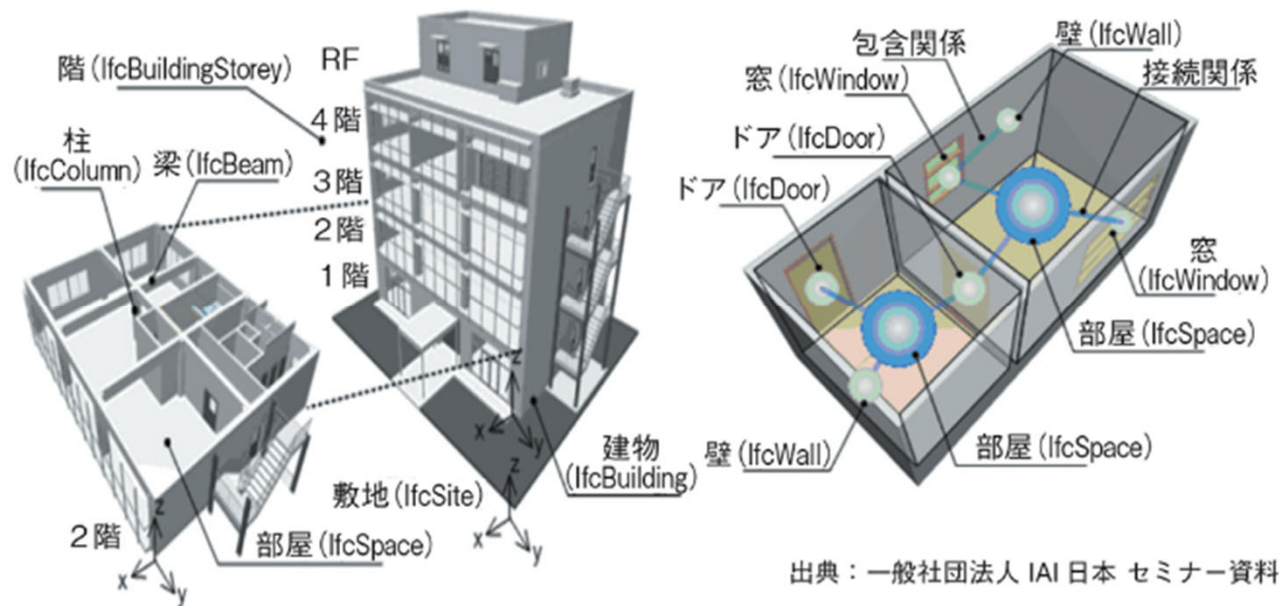 階(IfcBuildingStorey)
RF
4階
3階
2階
1階
柱
(IfcColumn)
梁(IfcBeam)
建物
(IfcBuilding)
敷地(IfcSite)
2階
部屋(IfcSpace)
z
x
y
z
x
y
z
x
y
包含関係
壁(IfcWall)
窓(IfcWindow)
接続関係
ドア(IfcDoor)
ドア(IfcDoor)
窓
(IfcWindow)
部屋(IfcSpace)
部屋(IfcSpace)
壁(IfcWall)
出典：一般社団法人 IAI 日本 セミナー資料